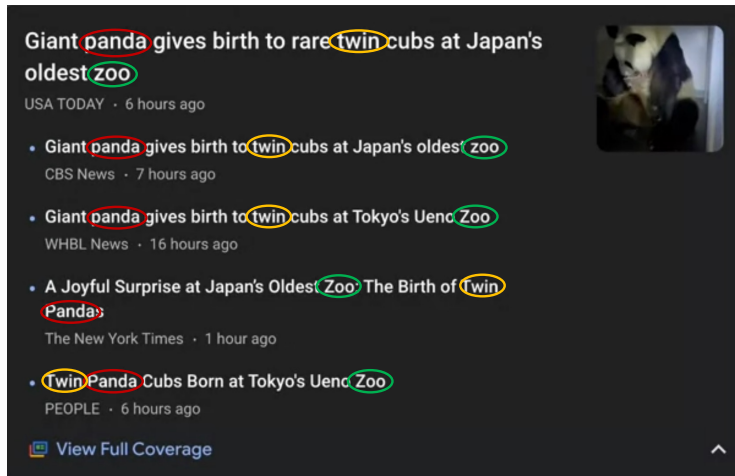 Giant panda gives birth to rare twin cubs at Japan's
oldest zoo
USA TODAY · 6 hours ago
• Giant panda gives birth to twin cubs at Japan's oldest zoo
CBS News · 7 hours ago
• Giant panda gives birth to twin cubs at Tokyo's Ueno Zoo
WHBL News · 16 hours ago
• A Joyful Surprise at Japan's Oldest Zoo: The Birth of Twin
Pandas
The New York Times · 1 hour ago
• Twin Panda Cubs Born at Tokyo's Ueno Zoo
PEOPLE · 6 hours ago
View Full Coverage